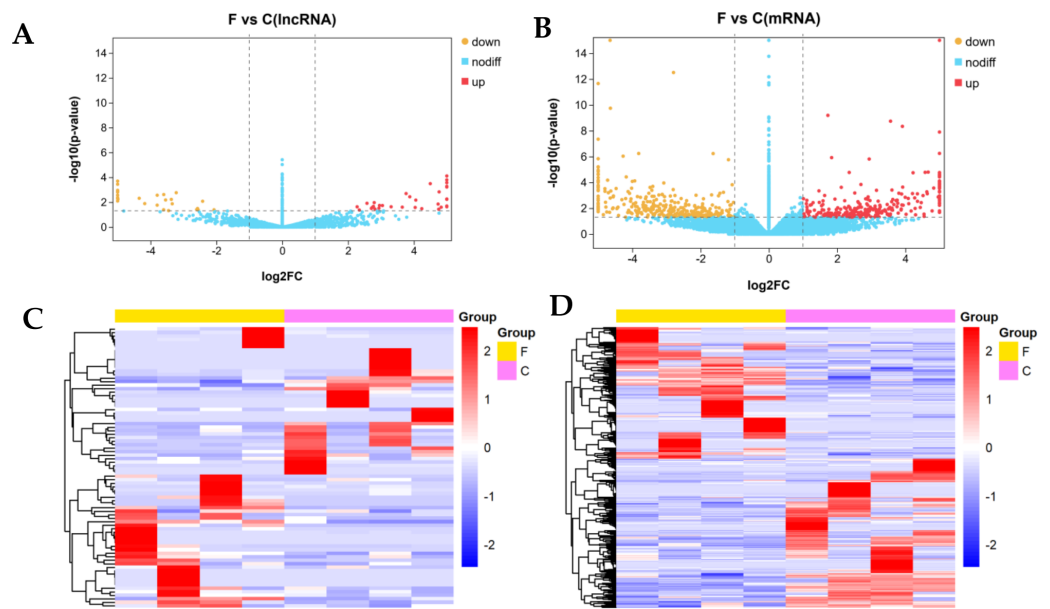 A
F vs C(lncRNA)
-log10(p-value)
14
12
10
8
6
4
2
0
-4
-2
0
2
4
log2FC
down
nodiff
up
B
F vs C(mRNA)
-log10(p-value)
14
12
10
8
6
4
2
0
-4
-2
0
2
4
log2FC
down
nodiff
up
C
Group
2
1
0
-1
-2
Group
F
C
D
Group
2
1
0
-1
-2
Group
F
C